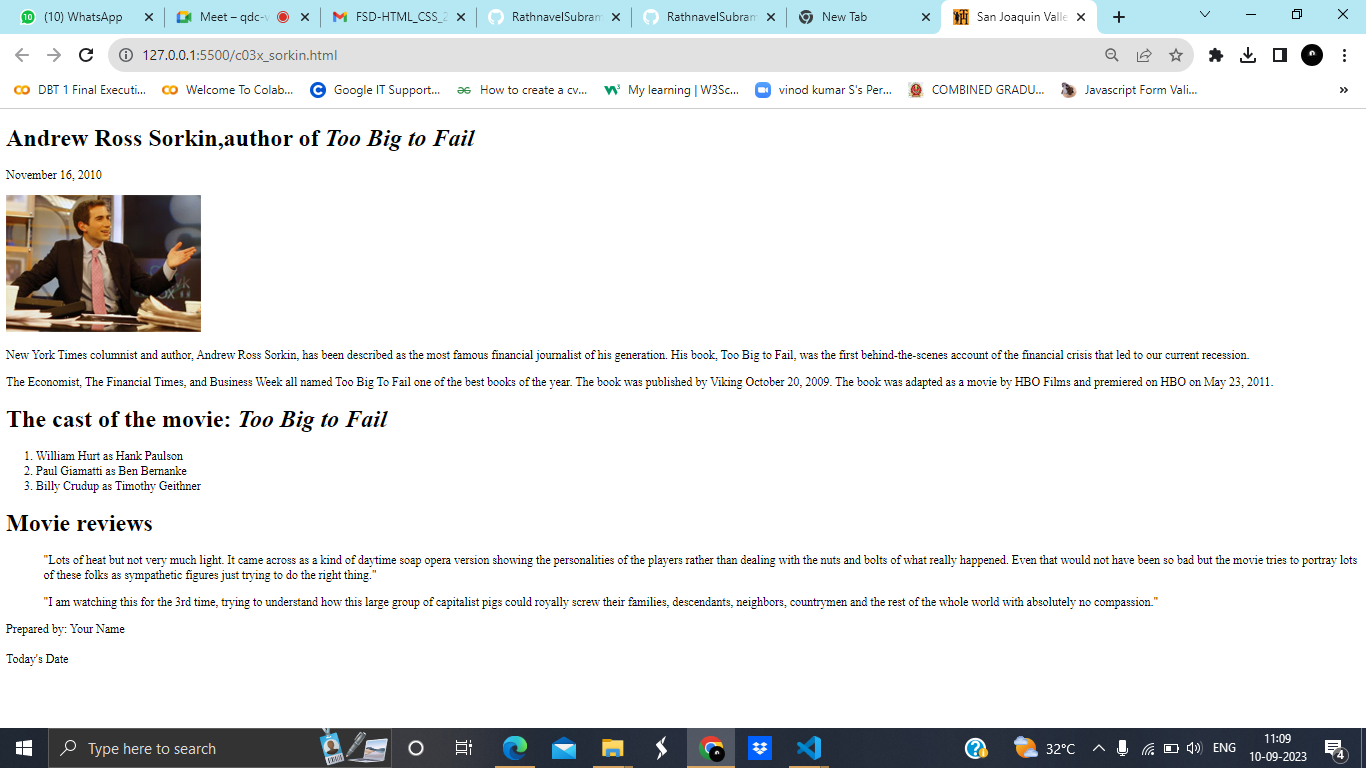 (10) WhatsApp
Meet – qdc-v
FSD-HTML_CSS_2
RathnavelSubram
RathnavelSubram
New Tab
San Joaquin Valle
127.0.0.1:5500/c03x_sorkin.html
DBT 1 Final Executi...
Welcome To Colab...
Google IT Support...
How to create a cv...
My learning | W3Sc...
vinod kumar S's Per...
COMBINED GRADU...
Javascript Form Vali...
»
Andrew Ross Sorkin,author of Too Big to Fail
November 16, 2010
New York Times columnist and author, Andrew Ross Sorkin, has been described as the most famous financial journalist of his generation. His book, Too Big to Fail, was the first behind-the-scenes account of the financial crisis that led to our current recession.
The Economist, The Financial Times, and Business Week all named Too Big To Fail one of the best books of the year. The book was published by Viking October 20, 2009. The book was adapted as a movie by HBO Films and premiered on HBO on May 23, 2011.
The cast of the movie: Too Big to Fail
1. William Hurt as Hank Paulson
2. Paul Giamatti as Ben Bernanke
3. Billy Crudup as Timothy Geithner
Movie reviews
"Lots of heat but not very much light. It came across as a kind of daytime soap opera version showing the personalities of the players rather than dealing with the nuts and bolts of what really happened. Even that would not have been so bad but the movie tries to portray lots
of these folks as sympathetic figures just trying to do the right thing."
"I am watching this for the 3rd time, trying to understand how this large group of capitalist pigs could royally screw their families, descendants, neighbors, countrymen and the rest of the whole world with absolutely no compassion."
Prepared by: Your Name
Today's Date
Type here to search
32°C
ENG
11:09
10-09-2023
4